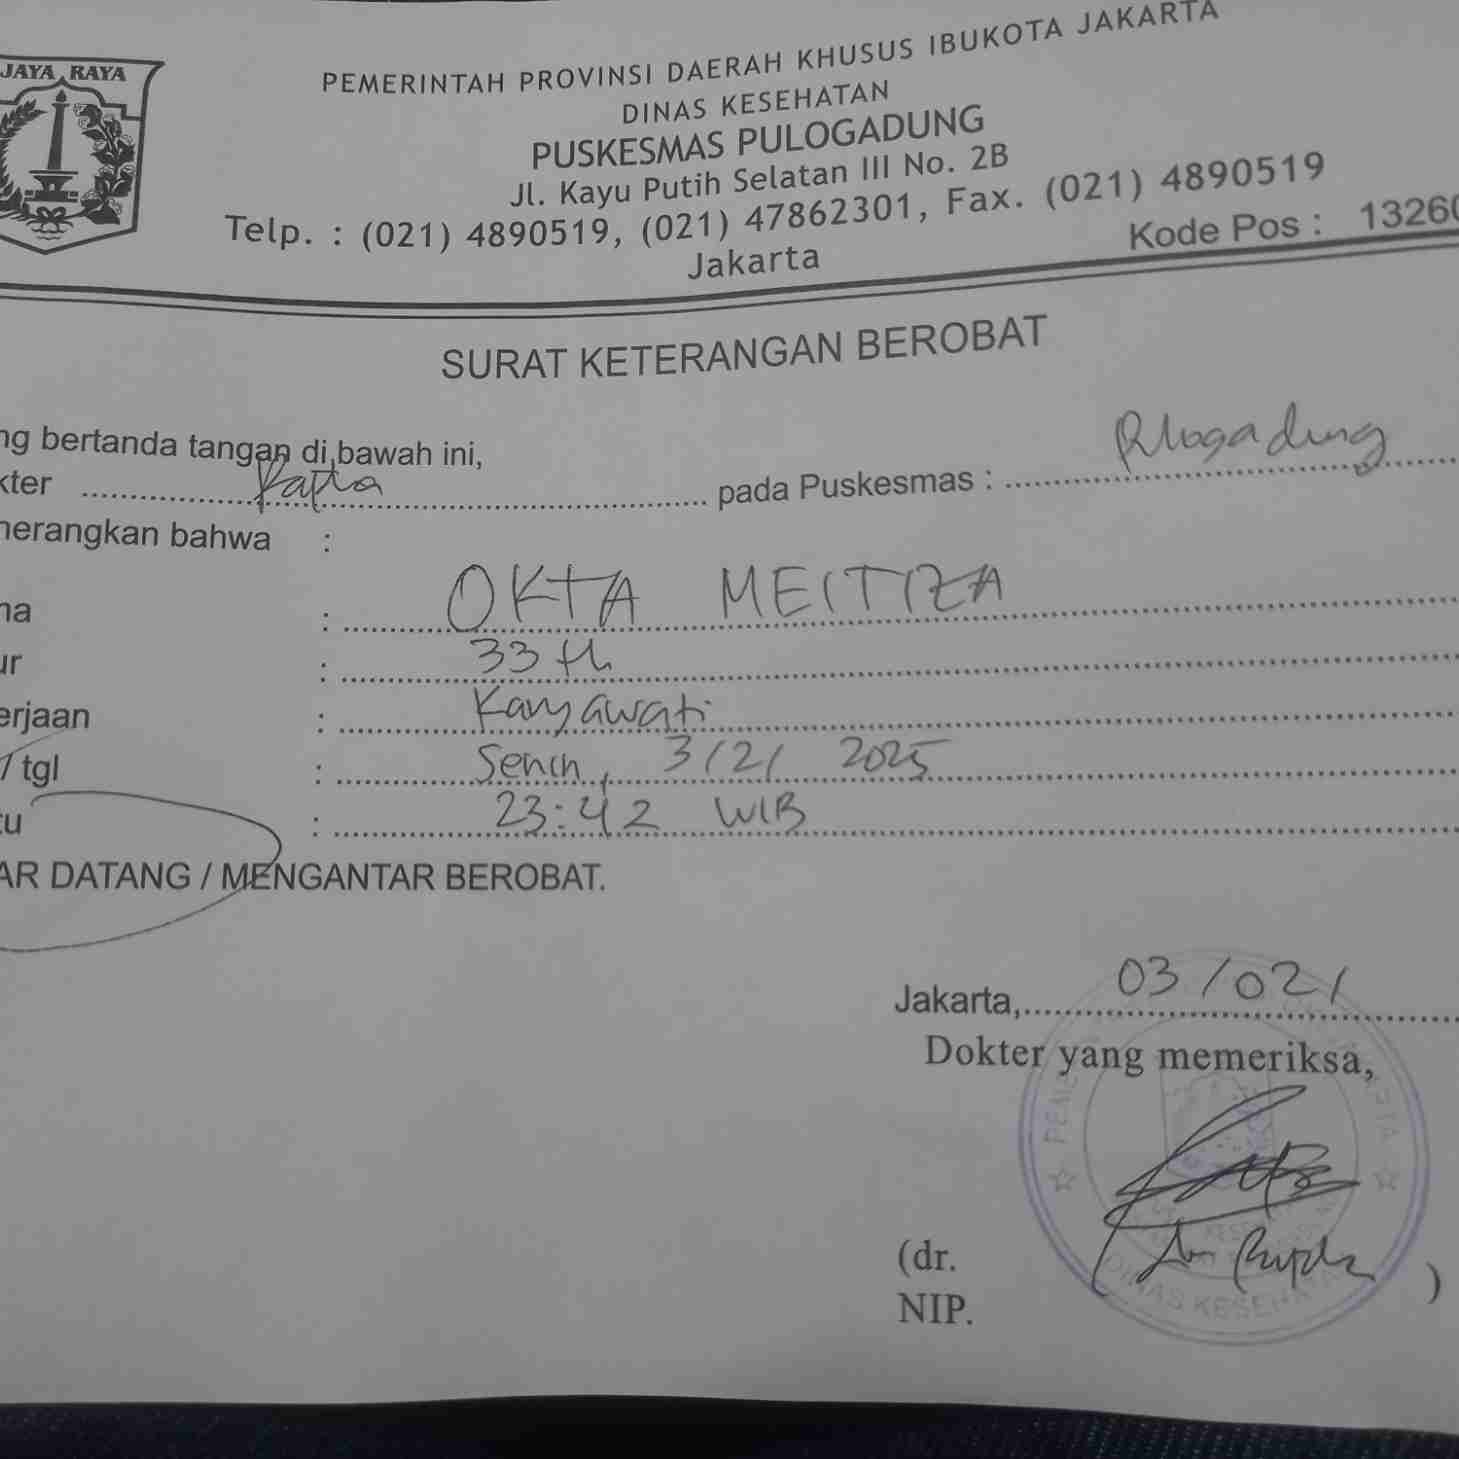 JAYA RAYA
PEMERINTAH PROVINSI DAERAH KHUSUS IBUKOTA JAKARTA
DINAS KESEHATAN
PUSKESMAS PULOGADUNG
Jl. Kayu Putih Selatan III No. 2B
Telp. : (021) 4890519, (021) 47862301, Fax. (021) 4890519
Jakarta
Kode Pos : 13260
SURAT KETERANGAN BEROBAT
ng bertanda tangan di bawah ini,
kter pada Puskesmas : Pulogadung
nerangkan bahwa :
na : OKTA MEITIZA
ur : 33 th
erjaan : Karyawati
/ tgl : Senin, 3/2/ 2025
tu : 23:42 WIB
AR DATANG / MENGANTAR BEROBAT.
Jakarta, 03/02/
Dokter yang memeriksa,
(dr. )
NIP.
DINAS KESEHATAN